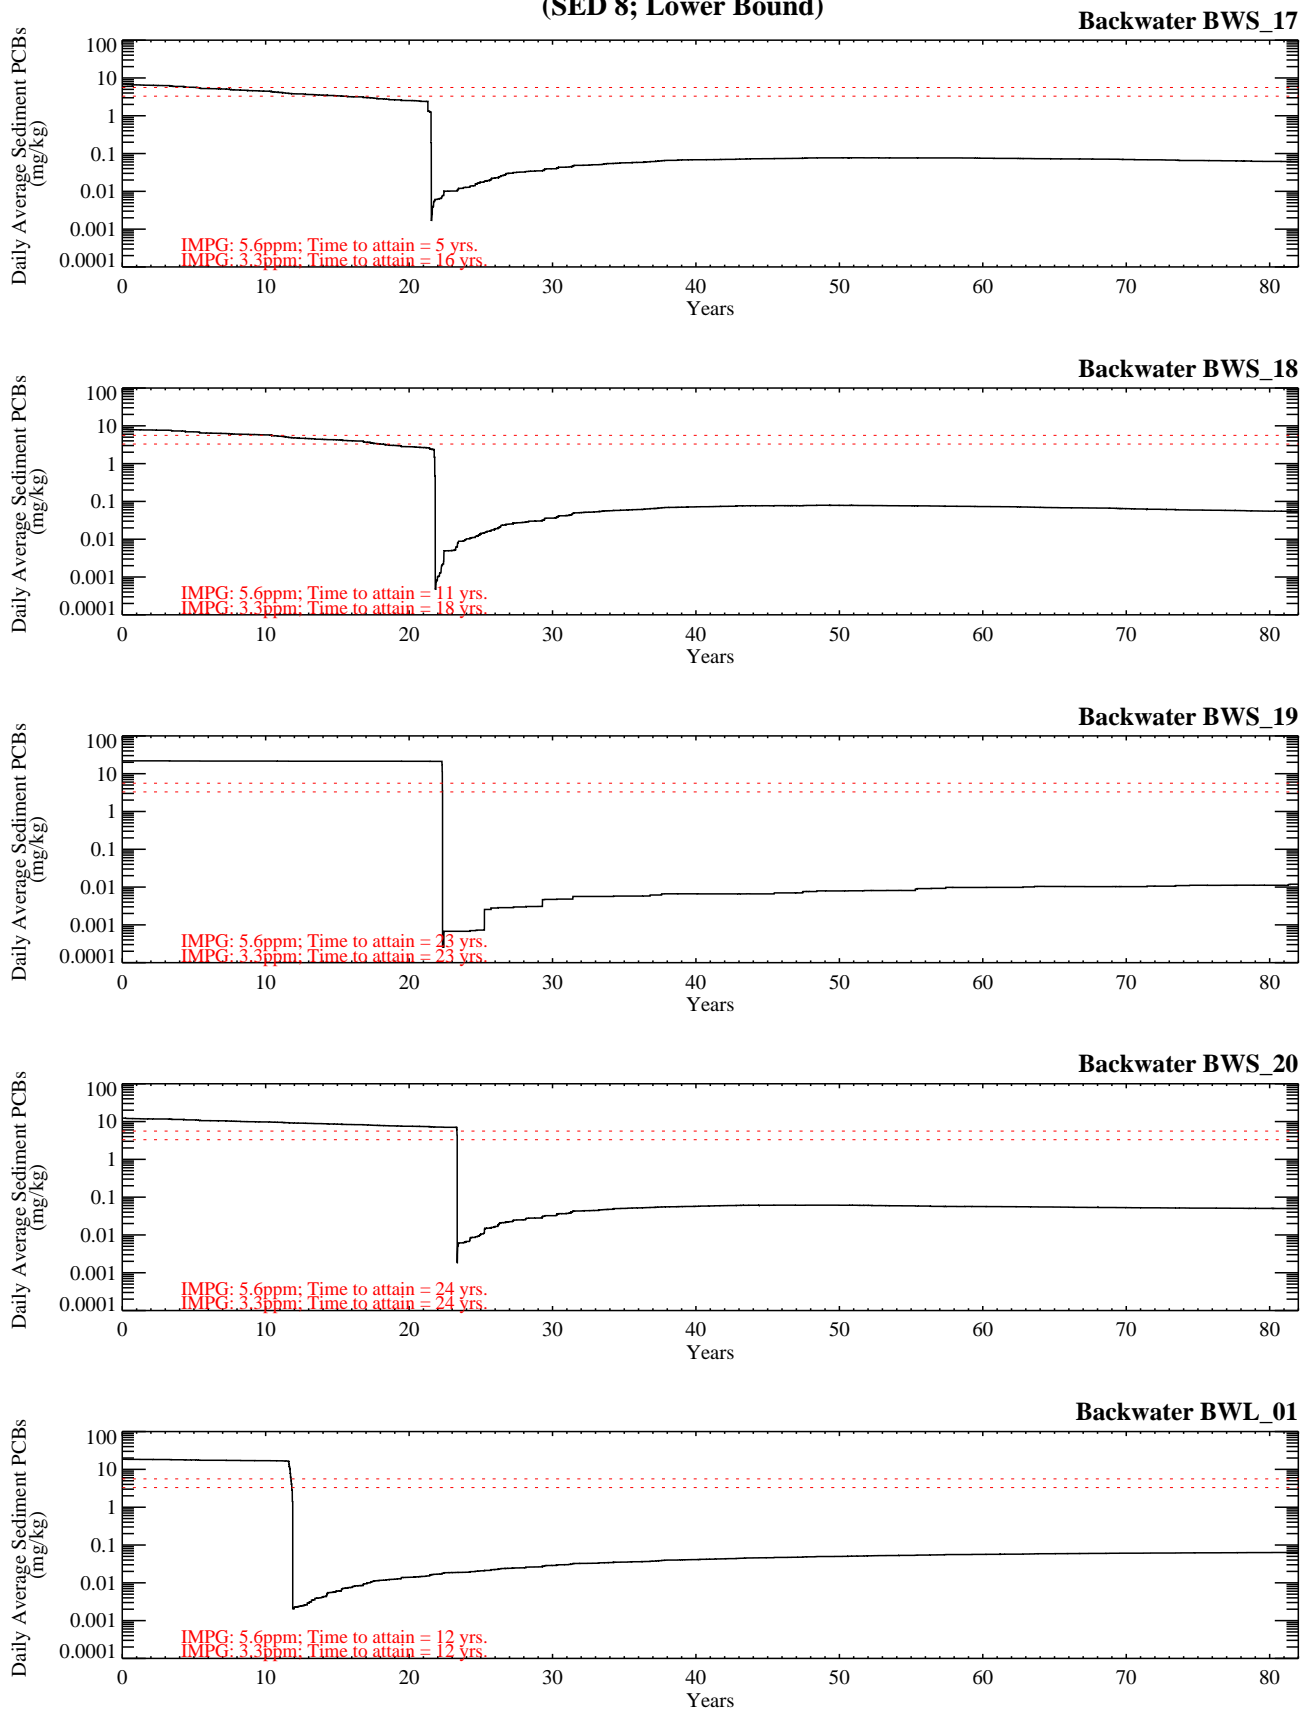 (SED 8; Lower Bound)
Backwater BWS_17
Daily Average Sediment PCBs
(mg/kg)
100
10
1
0.1
0.01
0.001
0.0001
IMPG: 5.6ppm; Time to attain = 5 yrs.
IMPG: 3.3ppm; Time to attain = 16 yrs.
0 10 20 30 40 50 60 70 80
Years
Backwater BWS_18
Daily Average Sediment PCBs
(mg/kg)
100
10
1
0.1
0.01
0.001
0.0001
IMPG: 5.6ppm; Time to attain = 11 yrs.
IMPG: 3.3ppm; Time to attain = 18 yrs.
0 10 20 30 40 50 60 70 80
Years
Backwater BWS_19
Daily Average Sediment PCBs
(mg/kg)
100
10
1
0.1
0.01
0.001
0.0001
IMPG: 5.6ppm; Time to attain = 23 yrs.
IMPG: 3.3ppm; Time to attain = 23 yrs.
0 10 20 30 40 50 60 70 80
Years
Backwater BWS_20
Daily Average Sediment PCBs
(mg/kg)
100
10
1
0.1
0.01
0.001
0.0001
IMPG: 5.6ppm; Time to attain = 24 yrs.
IMPG: 3.3ppm; Time to attain = 24 yrs.
0 10 20 30 40 50 60 70 80
Years
Backwater BWL_01
Daily Average Sediment PCBs
(mg/kg)
100
10
1
0.1
0.01
0.001
0.0001
IMPG: 5.6ppm; Time to attain = 12 yrs.
IMPG: 3.3ppm; Time to attain = 12 yrs.
0 10 20 30 40 50 60 70 80
Years